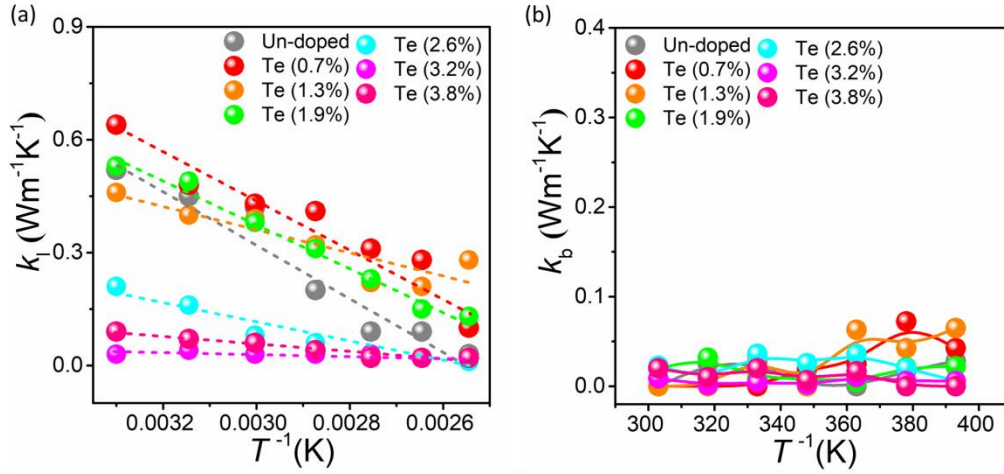 (a)
0.9
0.6
0.3
0.0
k_l (Wm⁻¹K⁻¹)
Un-doped
Te (0.7%)
Te (1.3%)
Te (1.9%)
Te (2.6%)
Te (3.2%)
Te (3.8%)
0.0032 0.0030 0.0028 0.0026
T⁻¹(K)
(b)
0.4
0.3
0.2
0.1
0.0
k_b (Wm⁻¹K⁻¹)
Un-doped
Te (0.7%)
Te (1.3%)
Te (1.9%)
Te (2.6%)
Te (3.2%)
Te (3.8%)
300 320 340 360 380 400
T⁻¹(K)